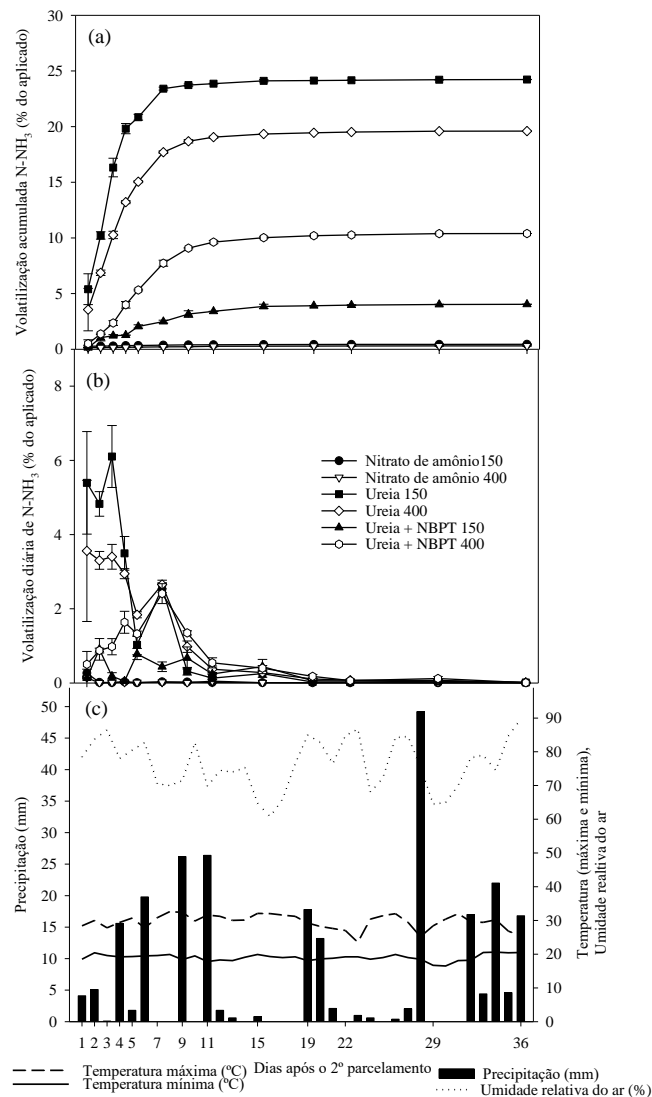 30
(a)
25
20
15
10
5
0
Volatilização acumulada N-NH3 (% do aplicado)
(b)
8
6
4
2
0
Volatilização diária de N-NH3 (% do aplicado)
Nitrato de amônio150
Nitrato de amônio 400
Ureia 150
Ureia 400
Ureia + NBPT 150
Ureia + NBPT 400
(c)
50
45
40
35
30
25
20
15
10
5
0
Precipitação (mm)
90
80
70
60
50
40
30
20
10
0
Temperatura (máxima e mínima),
Umidade realtiva do ar
1 2 3 4 5 7 9 11 15 19 22 29 36
Dias após o 2º parcelamento
Temperatura máxima (ºC)
Temperatura mínima (ºC)
Precipitação (mm)
Umidade relativa do ar (%)